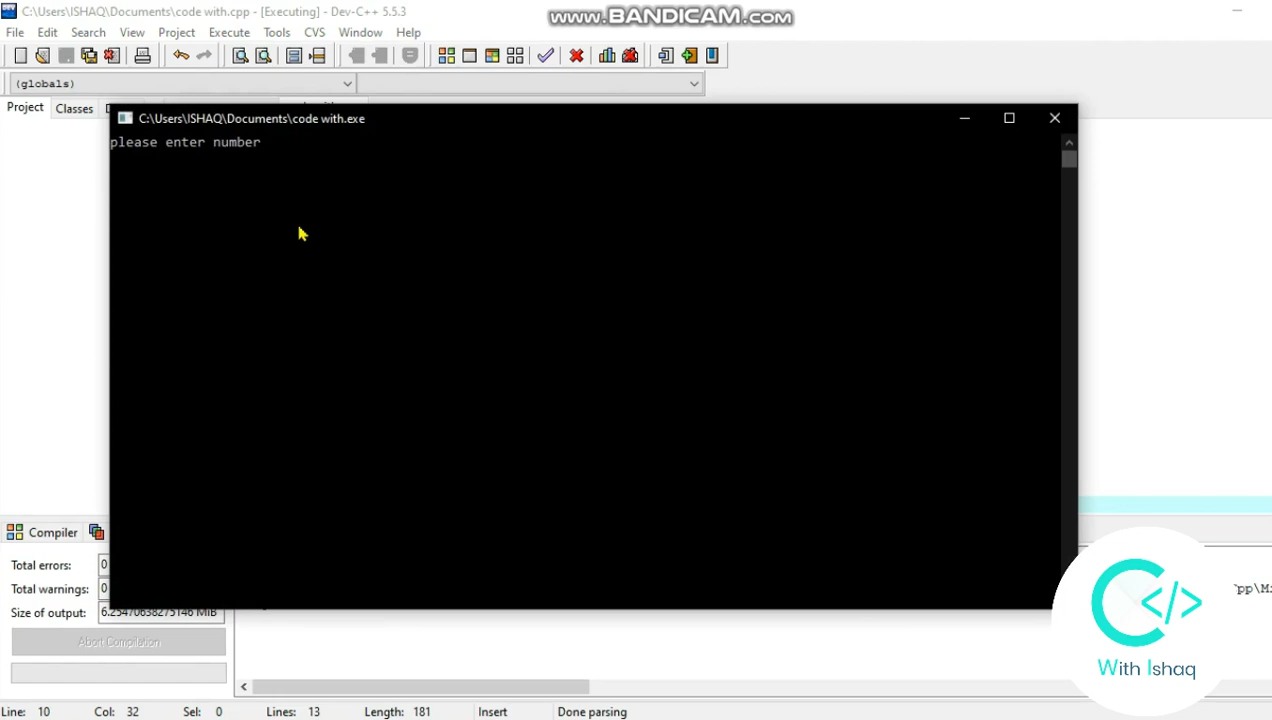 C:\Users\ISHAQ\Documents\code with.cpp - [Executing] - Dev-C++ 5.5.3
www.BANDICAM.com
File Edit Search View Project Execute Tools CVS Window Help
(globals)
Project Classes
C:\Users\ISHAQ\Documents\code with.exe
please enter number
Compiler
Total errors: 0
Total warnings: 0
Size of output: 6.25470638275146 MiB
Abort Compilation
With Ishaq
Line: 10 Col: 32 Sel: 0 Lines: 13 Length: 181 Insert Done parsing